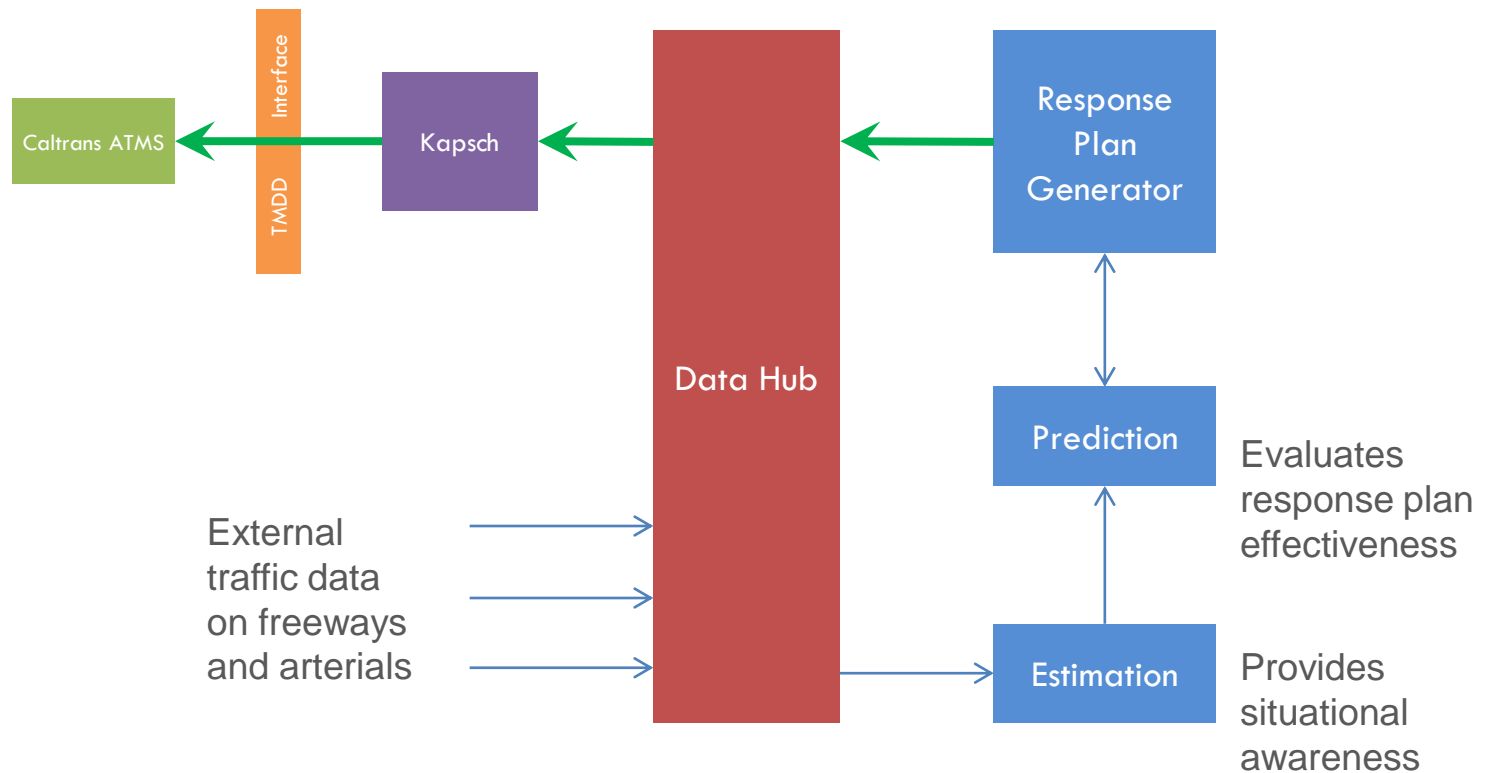 Caltrans ATMS
TMDD Interface
Kapsch
Data Hub
Response
Plan
Generator
Prediction
Evaluates
response plan
effectiveness
External
traffic data
on freeways
and arterials
Estimation
Provides
situational
awareness